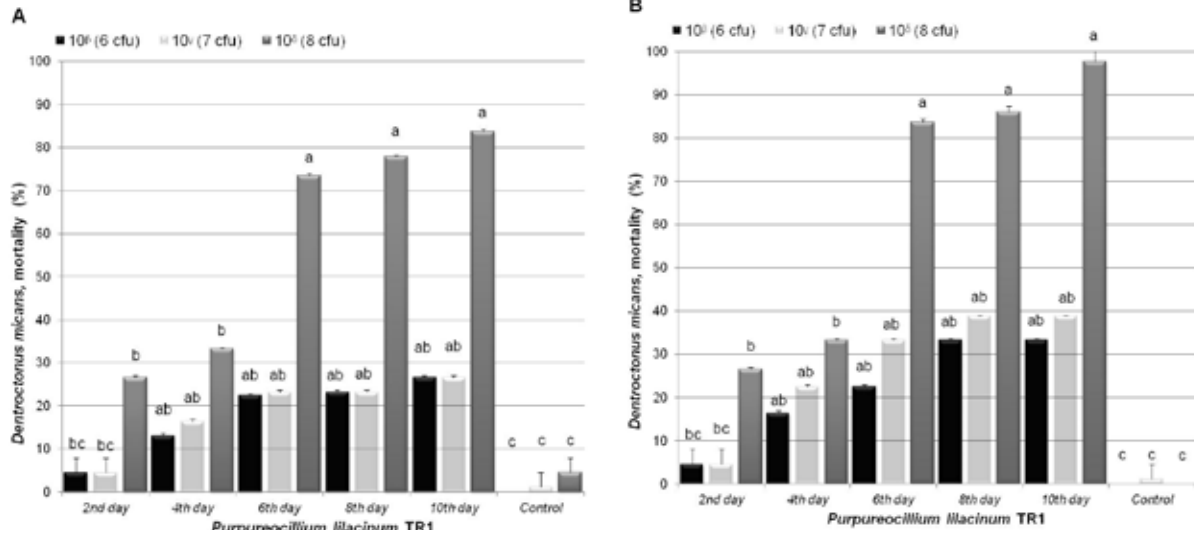 A
10⁶ (6 cfu) 10ᵛ (7 cfu) 10⁸ (8 cfu)
Dentroctonus micans, mortality (%)
100
90
80
70
60
50
40
30
20
10
0
bc bc b
ab ab b
ab ab a
ab ab a
ab ab a
c c c
2nd day 4th day 6th day 8th day 10th day Control
Purpureocillium lilacinum TR1
B
10ᵝ (6 cfu) 10ᵛ (7 cfu) 10⁸ (8 cfu)
Dentroctonus micans, mortality (%)
100
90
80
70
60
50
40
30
20
10
0
bc bc b
ab ab b
ab ab a
ab ab a
ab ab a
c c c
2nd day 4th day 6th day 8th day 10th day Control
Purpureocillium lilacinum TR1